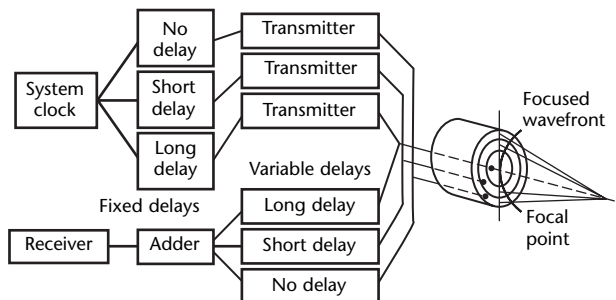 No
delay
Transmitter
System
clock
Short
delay
Transmitter
Long
delay
Transmitter
Focused
wavefront
Variable delays
Fixed delays
Long delay
Receiver
Adder
Short delay
No delay
Focal
point